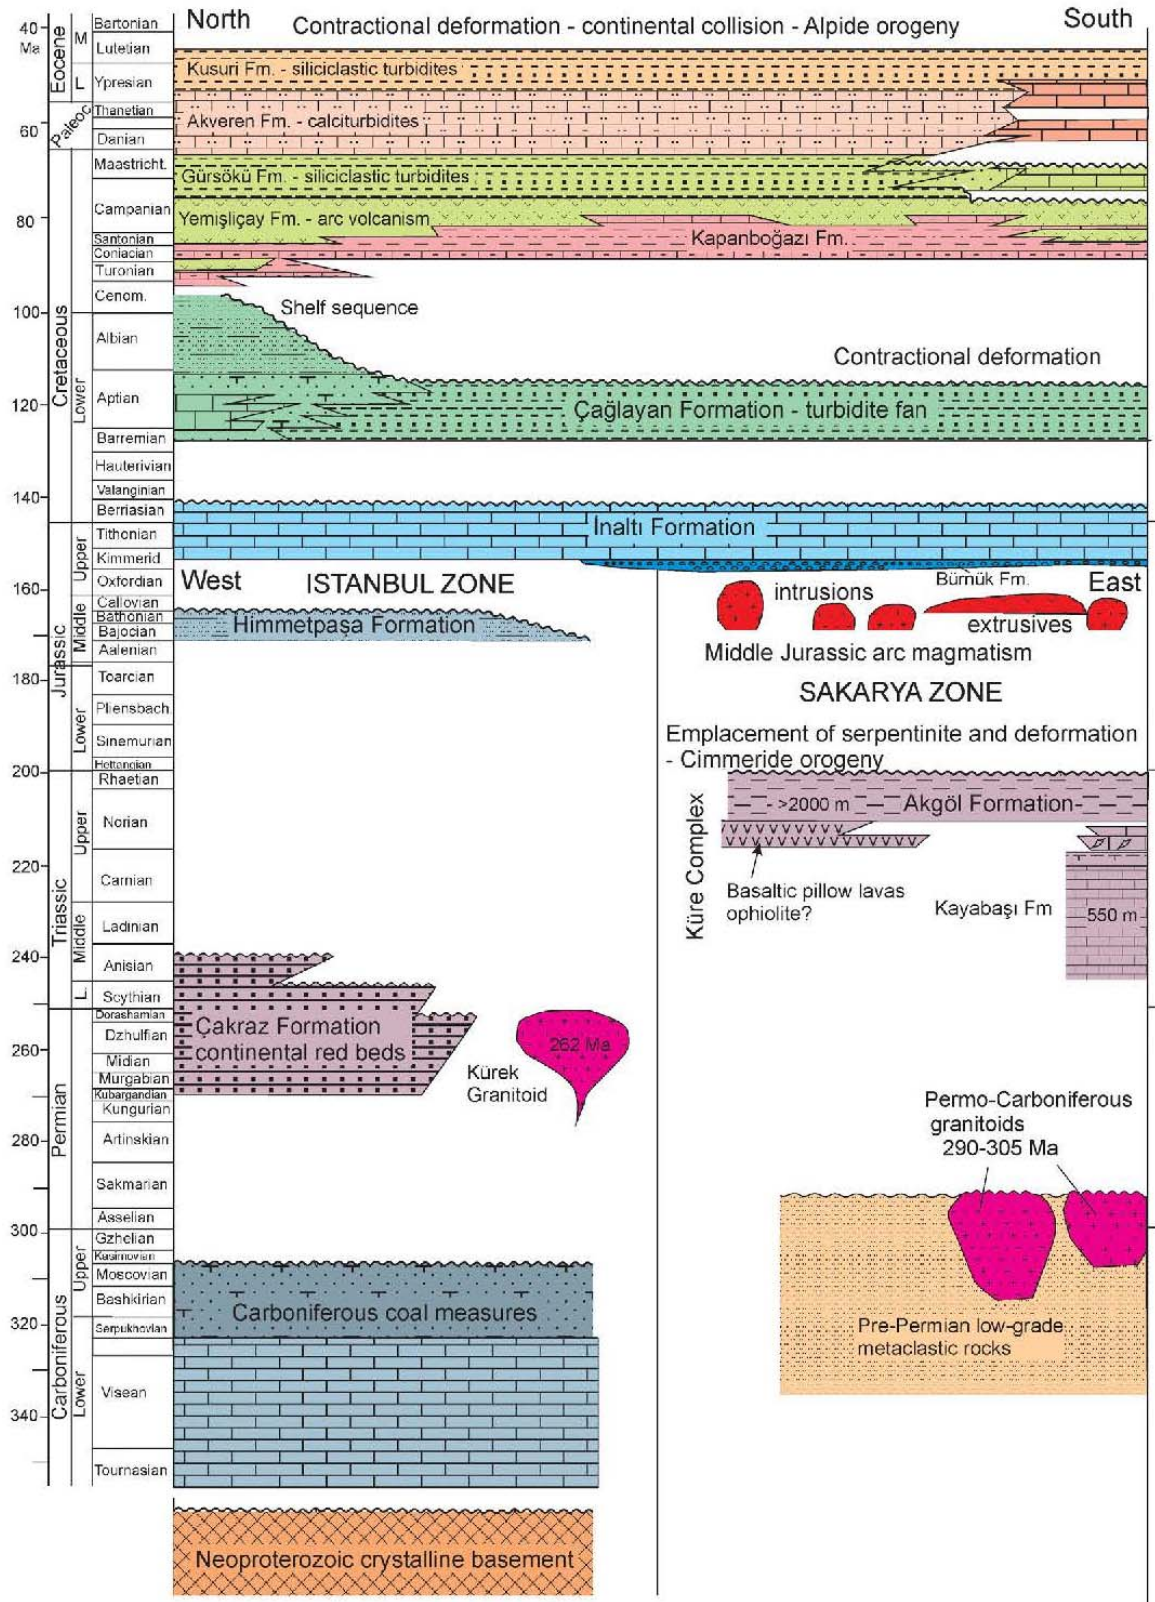 North
Contractional deformation - continental collision - Alpide orogeny
South
40
Ma
60
80
100
120
140
160
180
200
220
240
260
280
300
320
340
Eocene
M
L
Paleoc
Cretaceous
Lower
Jurassic
Upper
Middle
Lower
Triassic
Upper
Middle
L.
Permian
Carboniferous
Upper
Lower
Bartonian
Lutetian
Ypresian
Thanetian
Danian
Maastricht.
Campanian
Santonian
Coniacian
Turonian
Cenom.
Albian
Aptian
Barremian
Hauterivian
Valanginian
Berriasian
Tithonian
Kimmerid
Oxfordian
Callovian
Bathonian
Bajocian
Aalenian
Toarcian
Pliensbach.
Sinemurian
Hettangian
Rhaetian
Norian
Carnian
Ladinian
Anisian
Scythian
Dorashamian
Dzhulfian
Midian
Murgabian
Kubargandian
Kungurian
Artinskian
Sakmarian
Asselian
Gzhelian
Kasimovian
Moscovian
Bashkirian
Serpukhovian
Visean
Tournasian
Kusuri Fm. - siliciclastic turbidites
Akveren Fm. - calciturbidites
Gürsökü Fm. - siliciclastic turbidites
Yemişliçay Fm. - arc volcanism
Kapanboğazı Fm.
Shelf sequence
Contractional deformation
Çağlayan Formation - turbidite fan
İnaltı Formation
Bürnük Fm.
West
ISTANBUL ZONE
East
intrusions
extrusives
Himmetpaşa Formation
Middle Jurassic arc magmatism
SAKARYA ZONE
Emplacement of serpentinite and deformation
- Cimmeride orogeny
Küre Complex
>2000 m
Akgöl Formation
Basaltic pillow lavas
ophiolite?
Kayabaşı Fm
550 m
Çakraz Formation
continental red beds
262 Ma
Kürek
Granitoid
Permo-Carboniferous
granitoids
290-305 Ma
Carboniferous coal measures
Pre-Permian low-grade
metaclastic rocks
Neoproterozoic crystalline basement